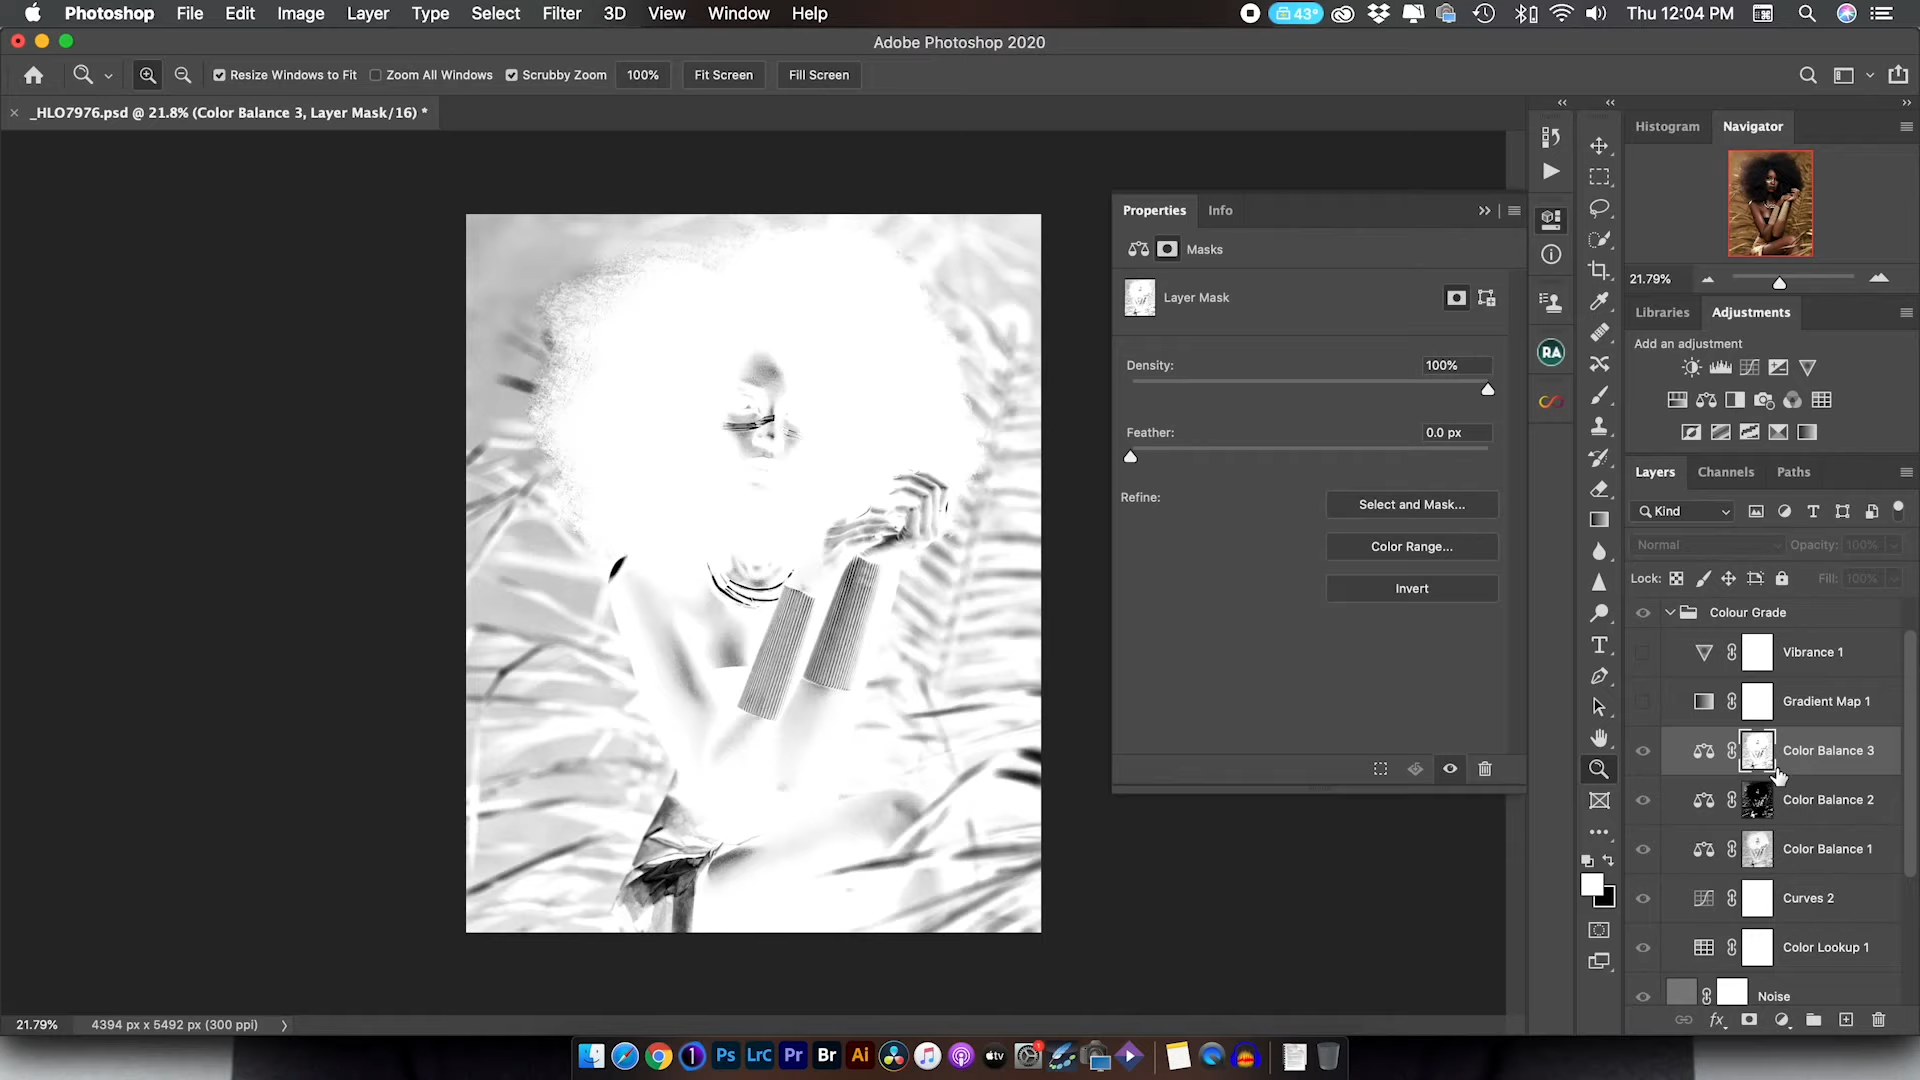 Photoshop File Edit Image Layer Type Select Filter 3D View Window Help 43° Thu 12:04 PM
Adobe Photoshop 2020
Resize Windows to Fit Zoom All Windows Scrubby Zoom 100% Fit Screen Fill Screen
_HLO7976.psd @ 21.8% (Color Balance 3, Layer Mask/16) *
Histogram Navigator
21.79%
Libraries Adjustments
Add an adjustment
Properties Info
Masks
Layer Mask
Density: 100%
Feather: 0.0 px
Refine: Select and Mask...
Color Range...
Invert
RA
Layers Channels Paths
Kind
Normal Opacity: 100%
Lock: Fill: 100%
Colour Grade
Vibrance 1
Gradient Map 1
Color Balance 3
Color Balance 2
Color Balance 1
Curves 2
Color Lookup 1
Noise
fx
21.79% 4394 px x 5492 px (300 ppi)
1 Ps LrC Pr Br Ai tv 1